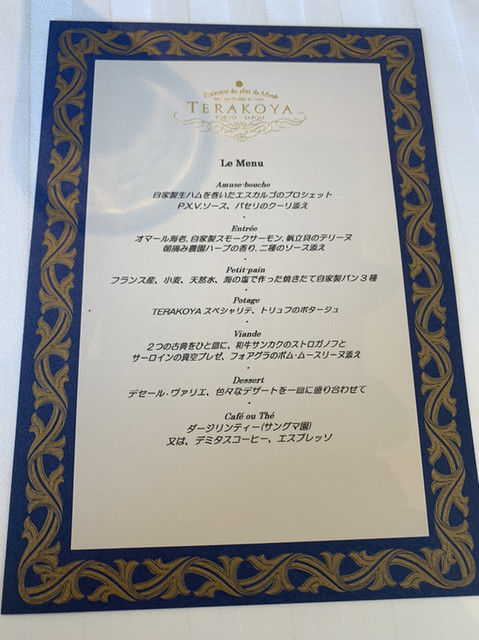 TERAKOYA
TOKYO JAPON
Le Menu
Amuse-bouche
自家製生ハムを巻いたエスカルゴのブロシェット
P.X.V.ソース、パセリのクーリ添え
Entrée
オマール海老、自家製スモークサーモン、帆立貝のテリーヌ
朝摘み農園ハーブの香り、二種のソース添え
Petit-pain
フランス産、小麦、天然水、海の塩で作った焼きたて自家製パン3種
Potage
TERAKOYAスペシャリテ、トリュフのポタージュ
Viande
2つの古典をひと皿に、和牛サンカクのストロガノフと
サーロインの真空ブレゼ、フォアグラのポム・ムースリーヌ添え
Dessert
デセール・ヴァリエ、色々なデザートを一皿に盛り合わせて
Café ou Thé
ダージリンティー(サングマ園)
又は、デミタスコーヒー、エスプレッソ